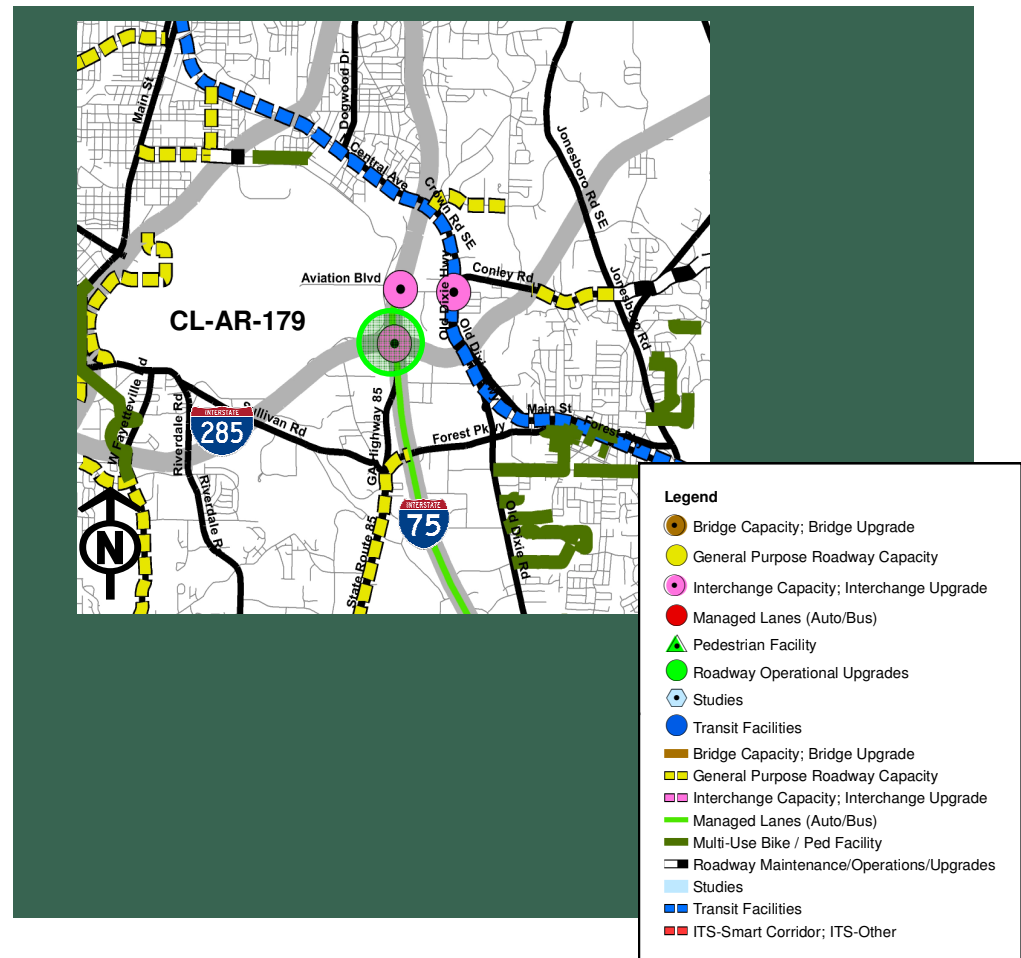 Main St
Dogwood Dr
Central Ave
Crown Rd SE
Jonesboro Rd SE
Aviation Blvd
Conley Rd
Old Dixie Hwy
Jonesboro Rd
CL-AR-179
Old Dixi
W Fayetteville Rd
Riverdale Rd
INTERSTATE
285
Sullivan Rd
GA Highway 85
Forest Pkwy
Main St
Forest P
Riverdale R
INTERSTATE
75
State Route 85
Old Dixie Rd
N
Legend
Bridge Capacity; Bridge Upgrade
General Purpose Roadway Capacity
Interchange Capacity; Interchange Upgrade
Managed Lanes (Auto/Bus)
Pedestrian Facility
Roadway Operational Upgrades
Studies
Transit Facilities
Bridge Capacity; Bridge Upgrade
General Purpose Roadway Capacity
Interchange Capacity; Interchange Upgrade
Managed Lanes (Auto/Bus)
Multi-Use Bike / Ped Facility
Roadway Maintenance/Operations/Upgrades
Studies
Transit Facilities
ITS-Smart Corridor; ITS-Other